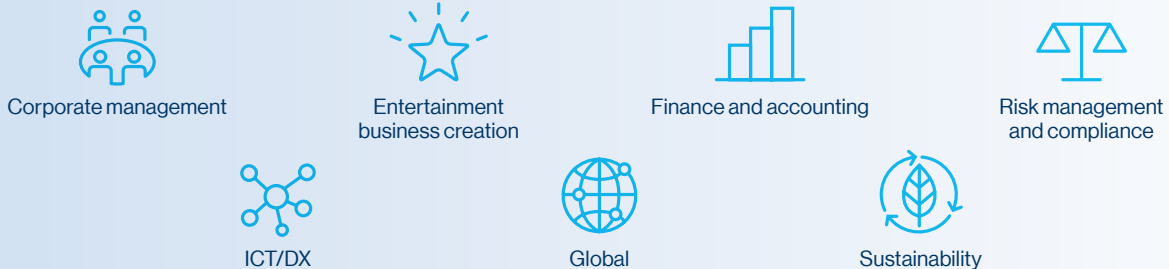 Corporate management
Entertainment
business creation
Finance and accounting
Risk management
and compliance
ICT/DX
Global
Sustainability